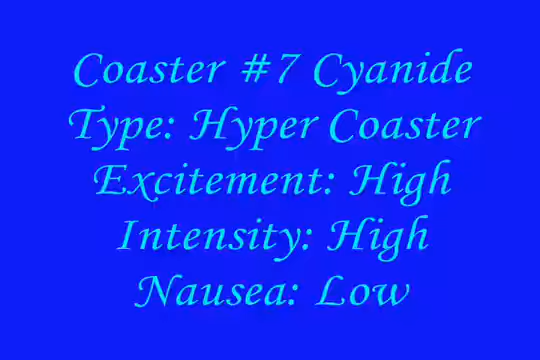 Coaster #7 Cyanide
Type: Hyper Coaster
Excitement: High
Intensity: High
Nausea: Low